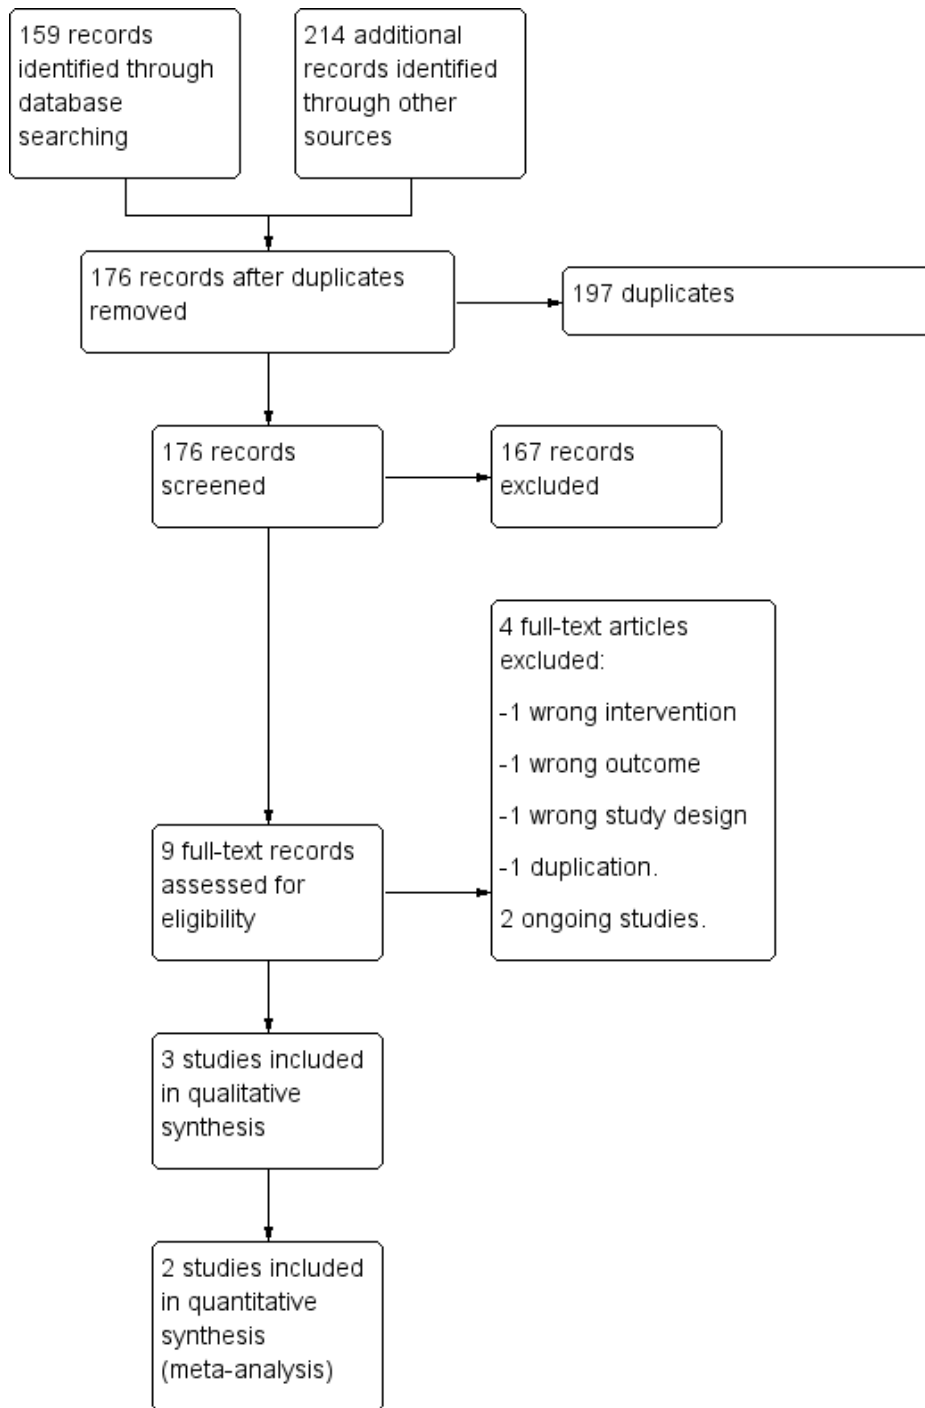 159 records
identified through
database
searching
214 additional
records identified
through other
sources
176 records after duplicates
removed
197 duplicates
176 records
screened
167 records
excluded
4 full-text articles
excluded:
-1 wrong intervention
-1 wrong outcome
-1 wrong study design
-1 duplication.
2 ongoing studies.
9 full-text records
assessed for
eligibility
3 studies included
in qualitative
synthesis
2 studies included
in quantitative
synthesis
(meta-analysis)